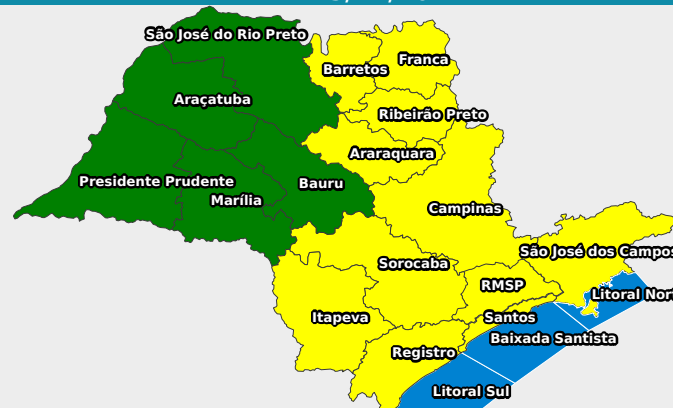 São José do Rio Preto
Franca
Barretos
Araçatuba
Ribeirão Preto
Araraquara
Presidente Prudente
Bauru
Marília
Campinas
São José dos Campos
Sorocaba
RMSP
Litoral Nort
Itapeva
Santos
Baixada Santista
Registro
Litoral Sul